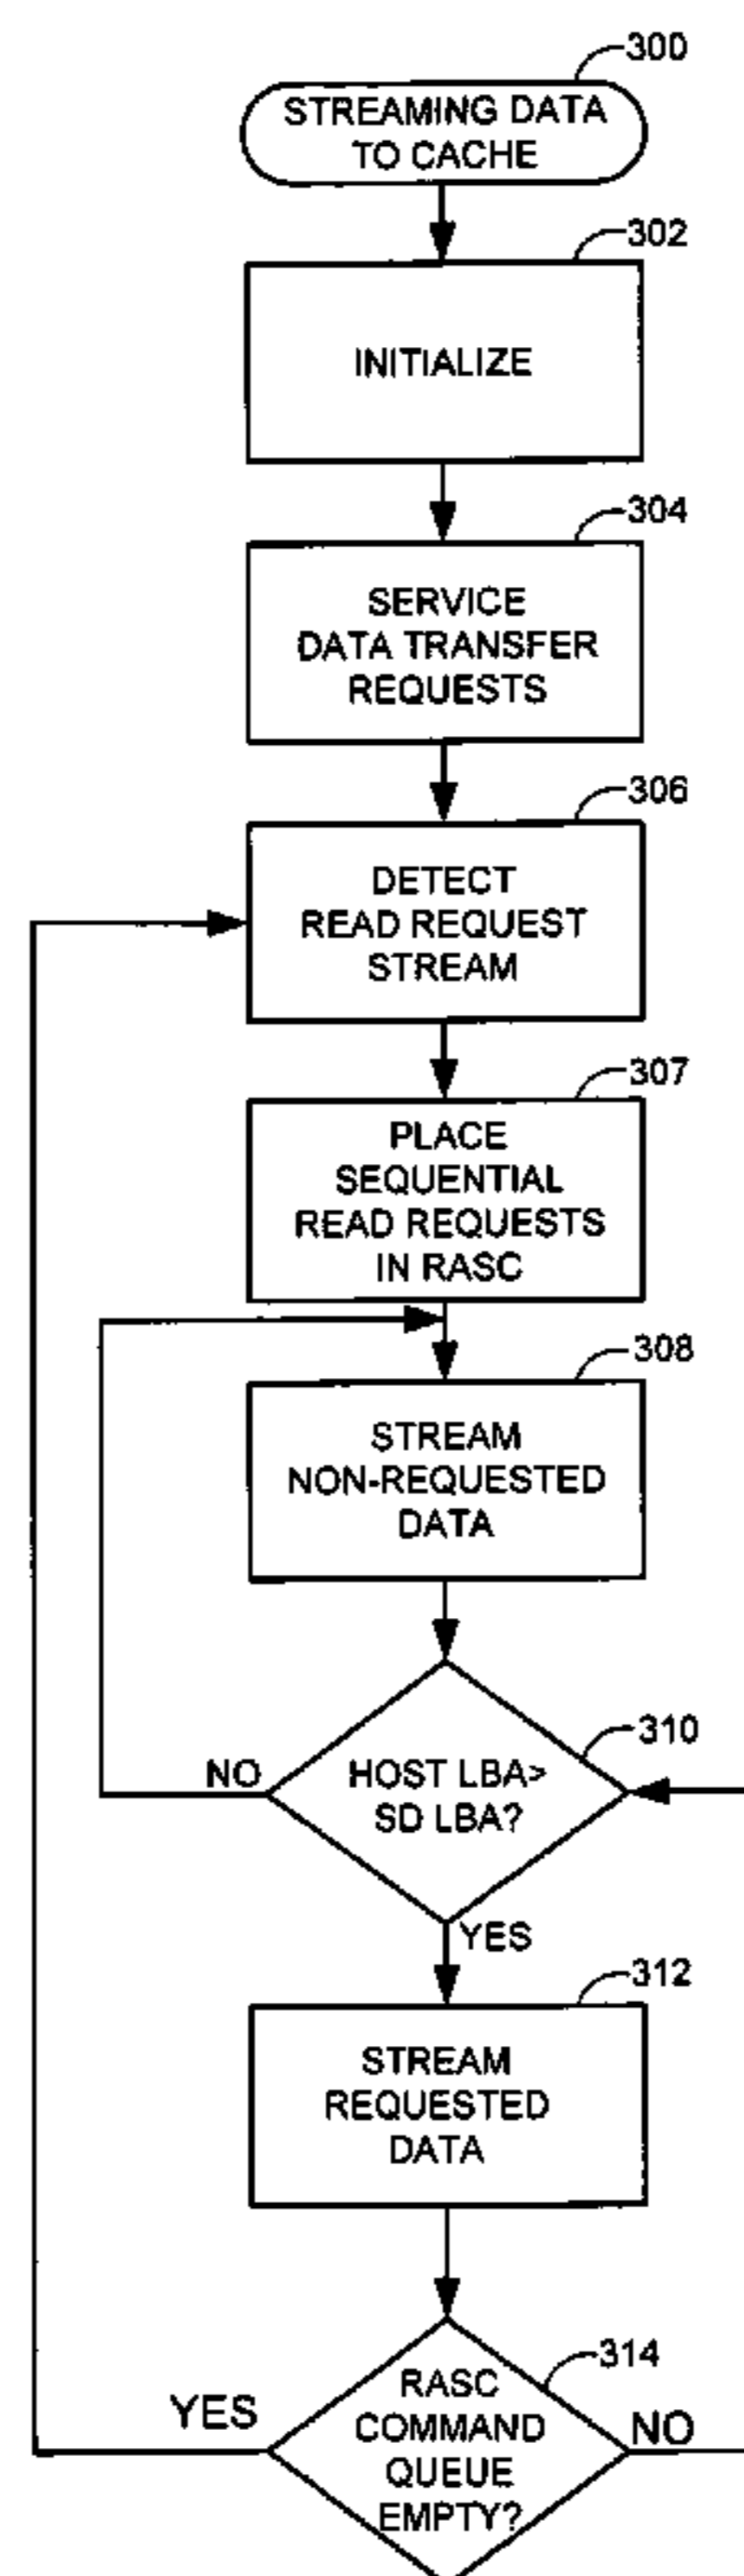 300
STREAMING DATA
TO CACHE
302
INITIALIZE
304
SERVICE
DATA TRANSFER
REQUESTS
306
DETECT
READ REQUEST
STREAM
307
PLACE
SEQUENTIAL
READ REQUESTS
IN RASC
308
STREAM
NON-REQUESTED
DATA
310
NO
HOST LBA>
SD LBA?
YES
312
STREAM
REQUESTED
DATA
314
YES
RASC
COMMAND
QUEUE
EMPTY?
NO